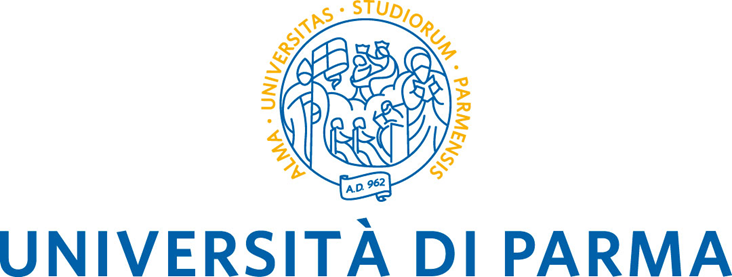 ALMA · UNIVERSITAS · STUDIORUM · PARMENSIS
A.D. 962
UNIVERSITÀ DI PARMA